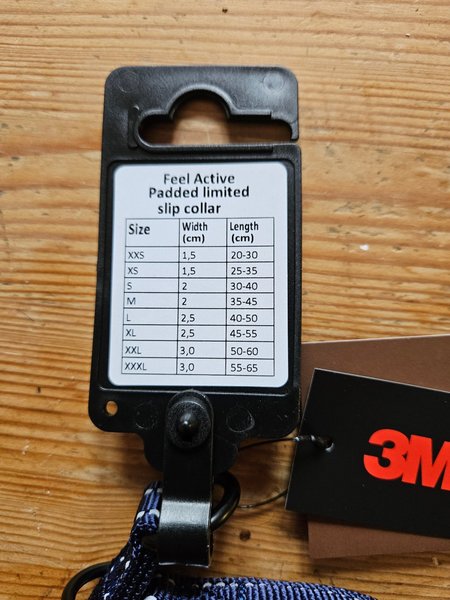 Feel Active
Padded limited
slip collar
Size Width (cm) Length (cm)
XXS 1,5 20-30
XS 1,5 25-35
S 2 30-40
M 2 35-45
L 2,5 40-50
XL 2,5 45-55
XXL 3,0 50-60
XXXL 3,0 55-65
3M